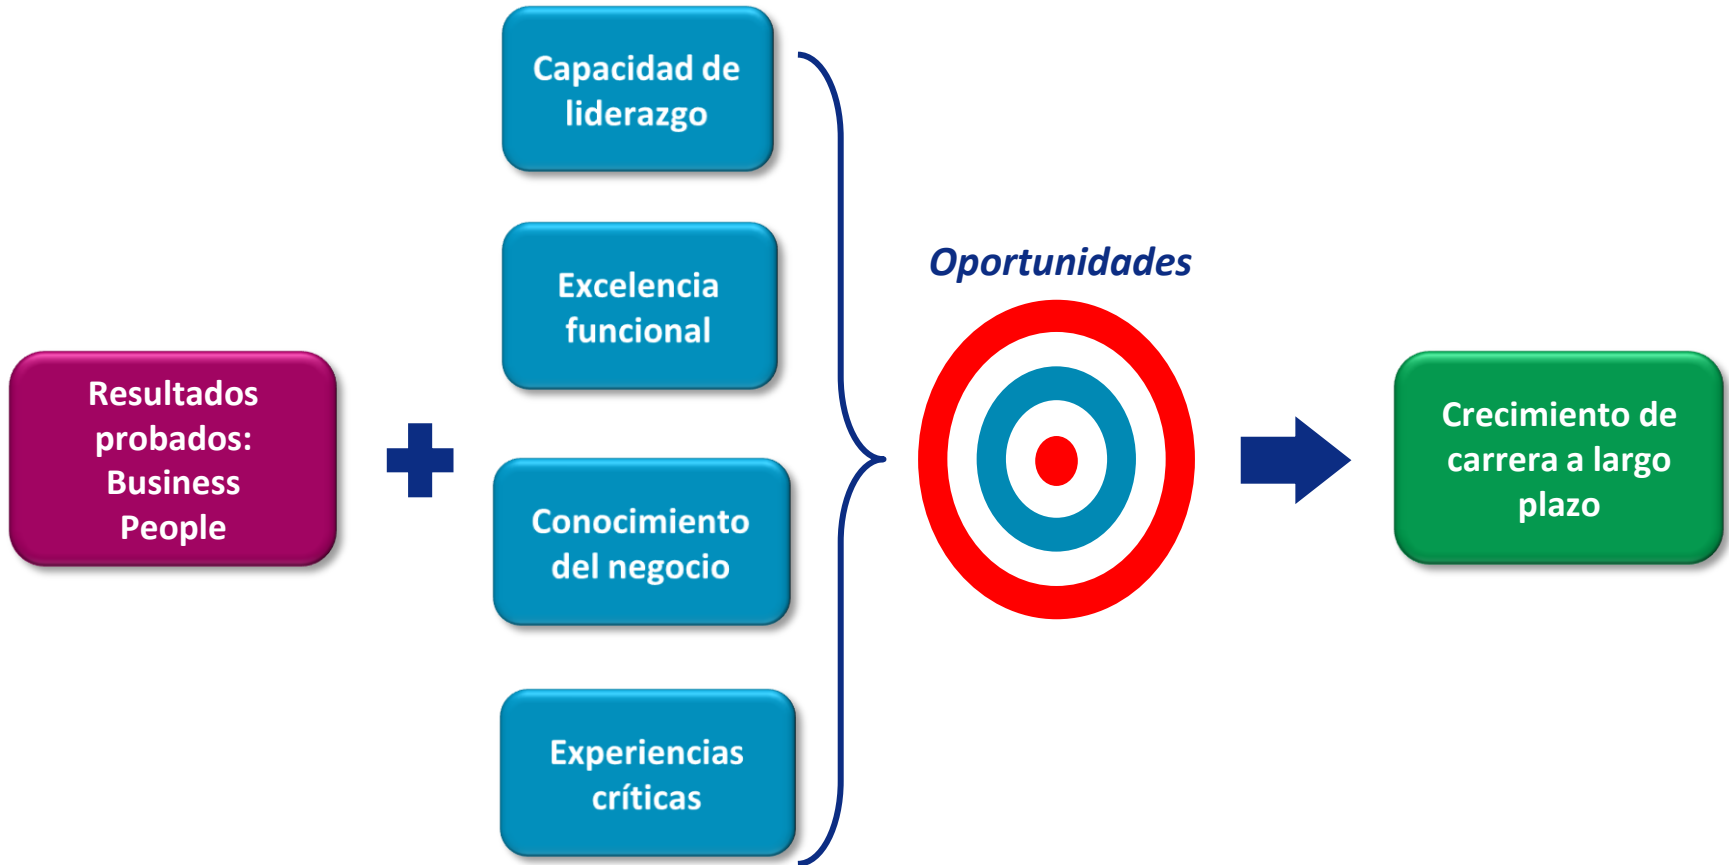 Capacidad de
liderazgo
Excelencia
funcional
Oportunidades
Resultados
probados:
Business
People
Conocimiento
del negocio
Crecimiento de
carrera a largo
plazo
Experiencias
críticas